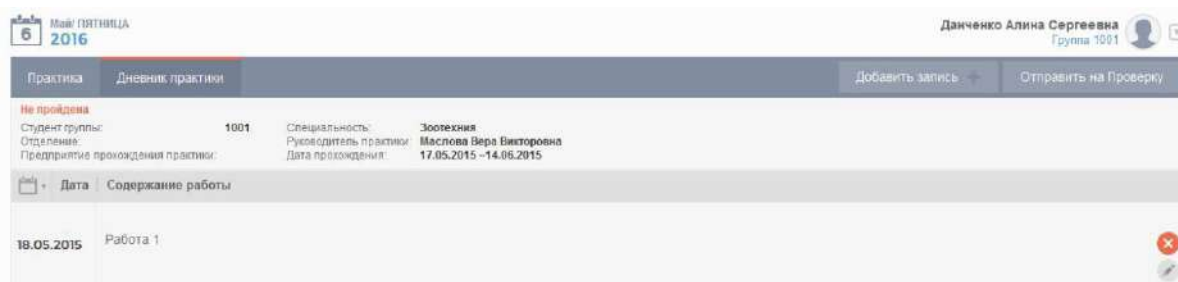 6 Май/ ПЯТНИЦА
2016
Данченко Алина Сергеевна
Группа 1001
Практика Дневник практики Добавить запись Отправить на Проверку
Не пройдена
Студент группы: 1001 Специальность: Зоотехния
Отделение: Руководитель практики: Маслова Вера Викторовна
Предприятие прохождения практики: Дата прохождения: 17.05.2015 –14.06.2015
Дата Содержание работы
18.05.2015 Работа 1